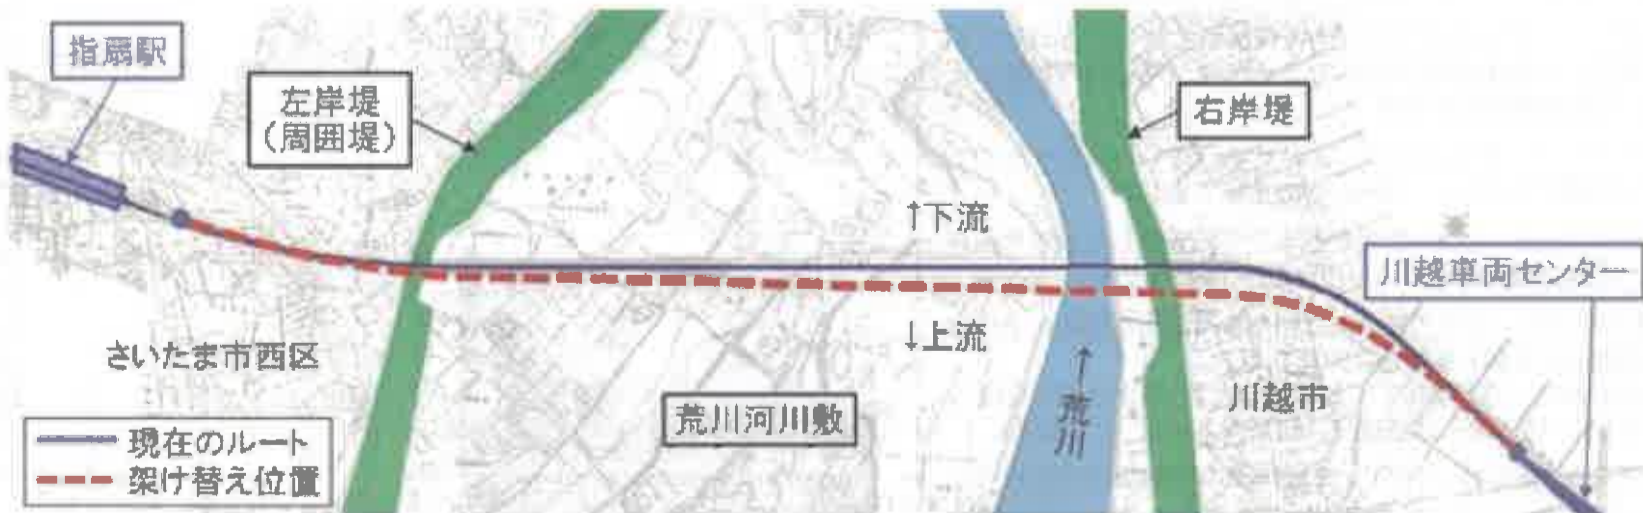 指扇駅
左岸堤
（周囲堤）
右岸堤
↑下流
川越車両センター
↓上流
さいたま市西区
↑荒川
川越市
荒川河川敷
現在のルート
架け替え位置